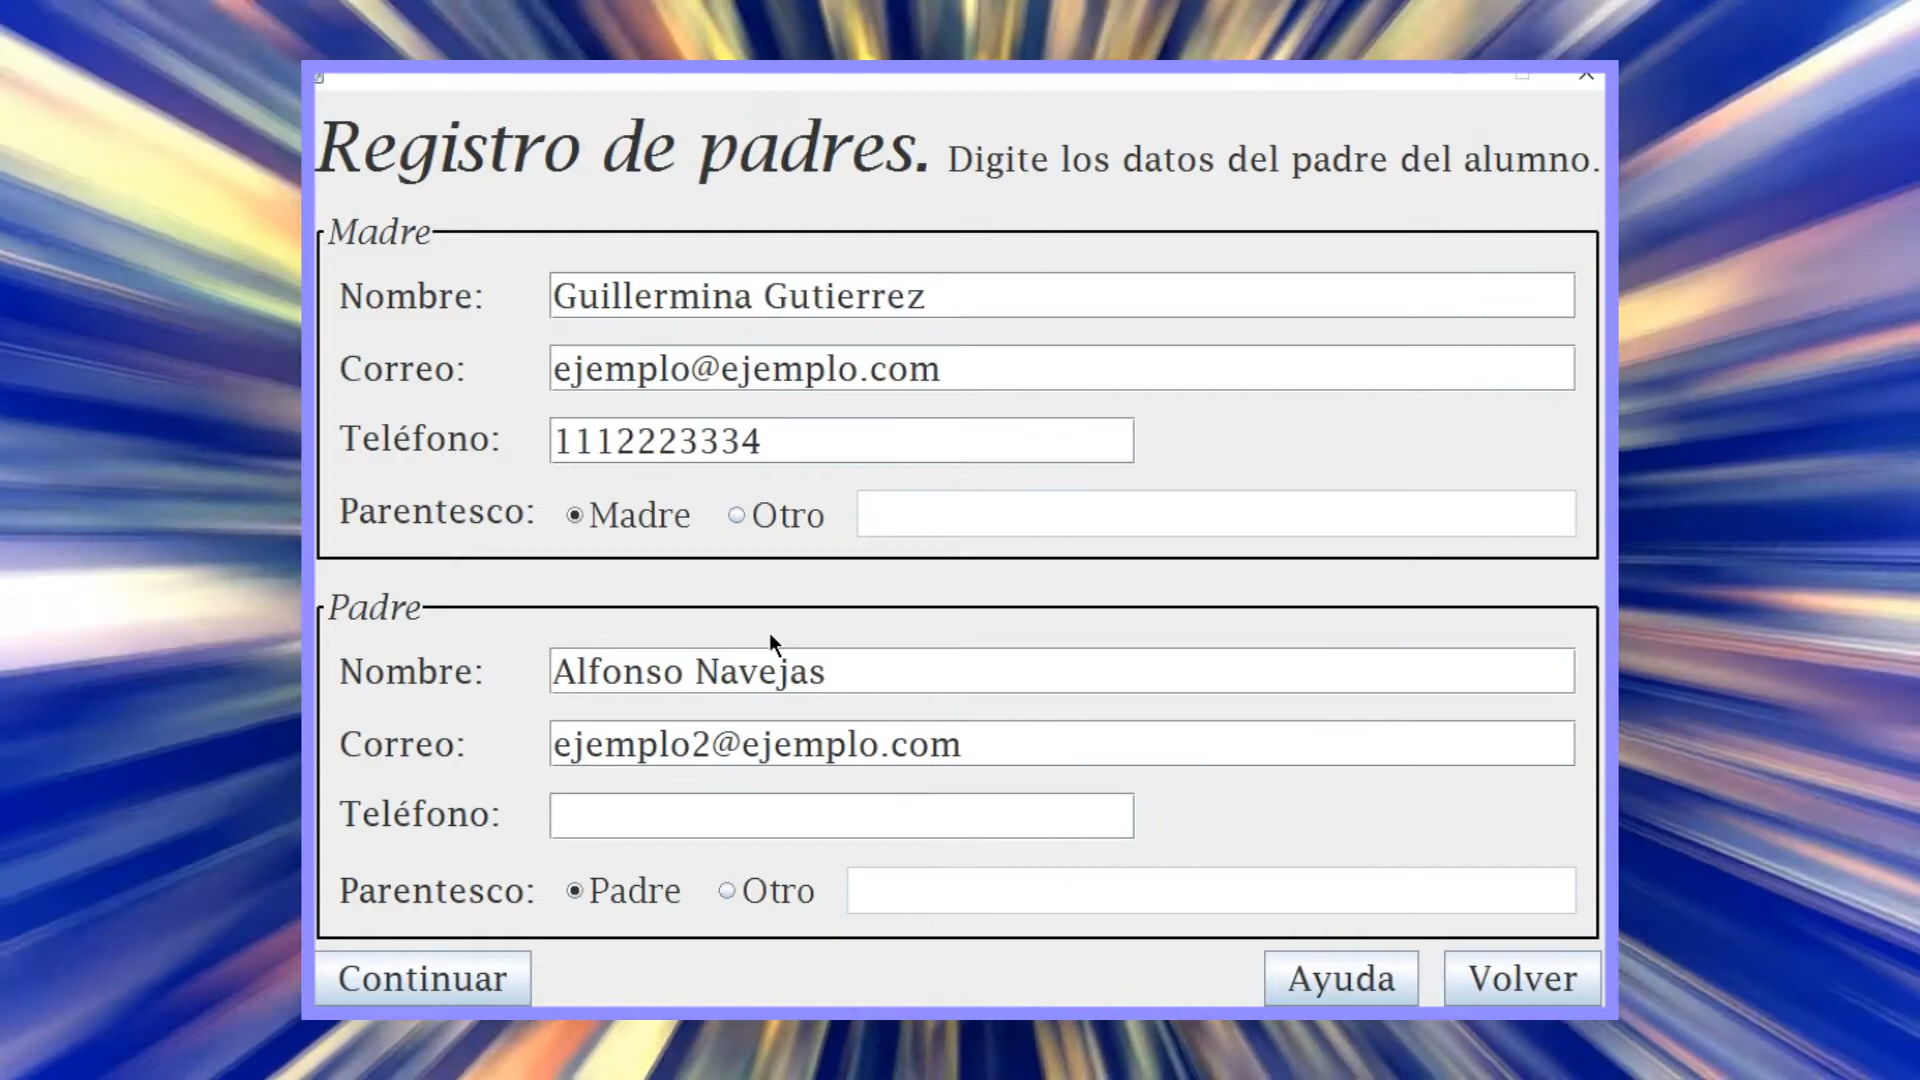 Registro de padres. Digite los datos del padre del alumno.
Madre
Nombre: Guillermina Gutierrez
Correo: ejemplo@ejemplo.com
Teléfono: 1112223334
Parentesco: Madre Otro
Padre
Nombre: Alfonso Navejas
Correo: ejemplo2@ejemplo.com
Teléfono:
Parentesco: Padre Otro
Continuar Ayuda Volver